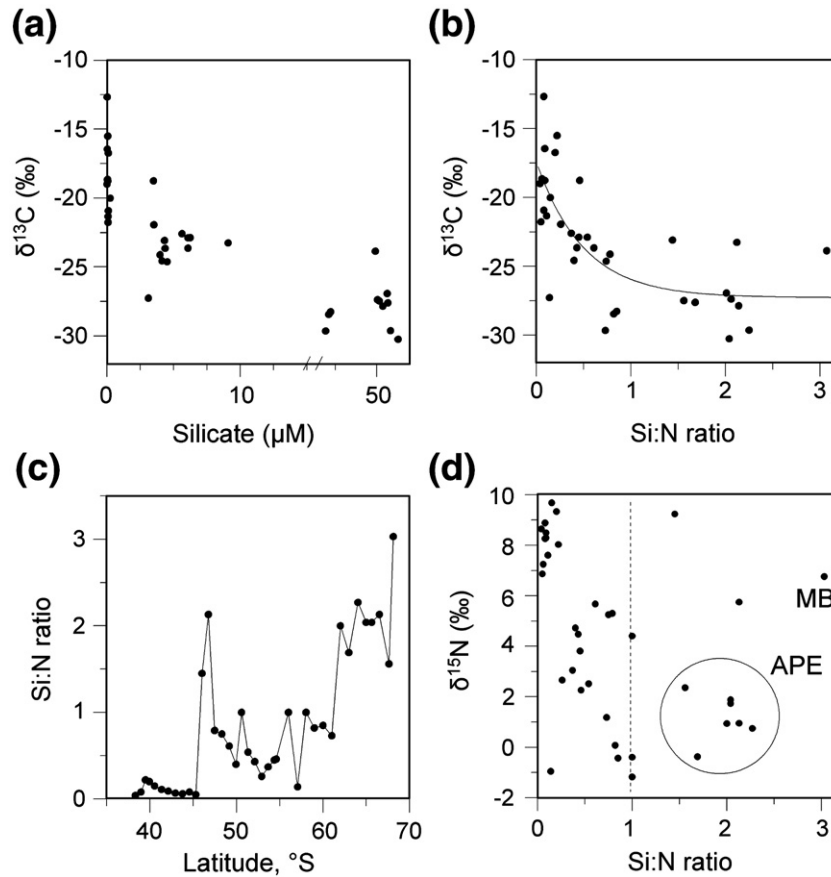 (a)
-10
-15
-20
-25
-30
δ¹³C (‰)
0
10
50
Silicate (µM)
(b)
-10
-15
-20
-25
-30
δ¹³C (‰)
0
1
2
3
Si:N ratio
(c)
3
2
1
0
Si:N ratio
40
50
60
70
Latitude, °S
(d)
10
8
6
4
2
0
-2
δ¹⁵N (‰)
MB
APE
0
1
2
3
Si:N ratio